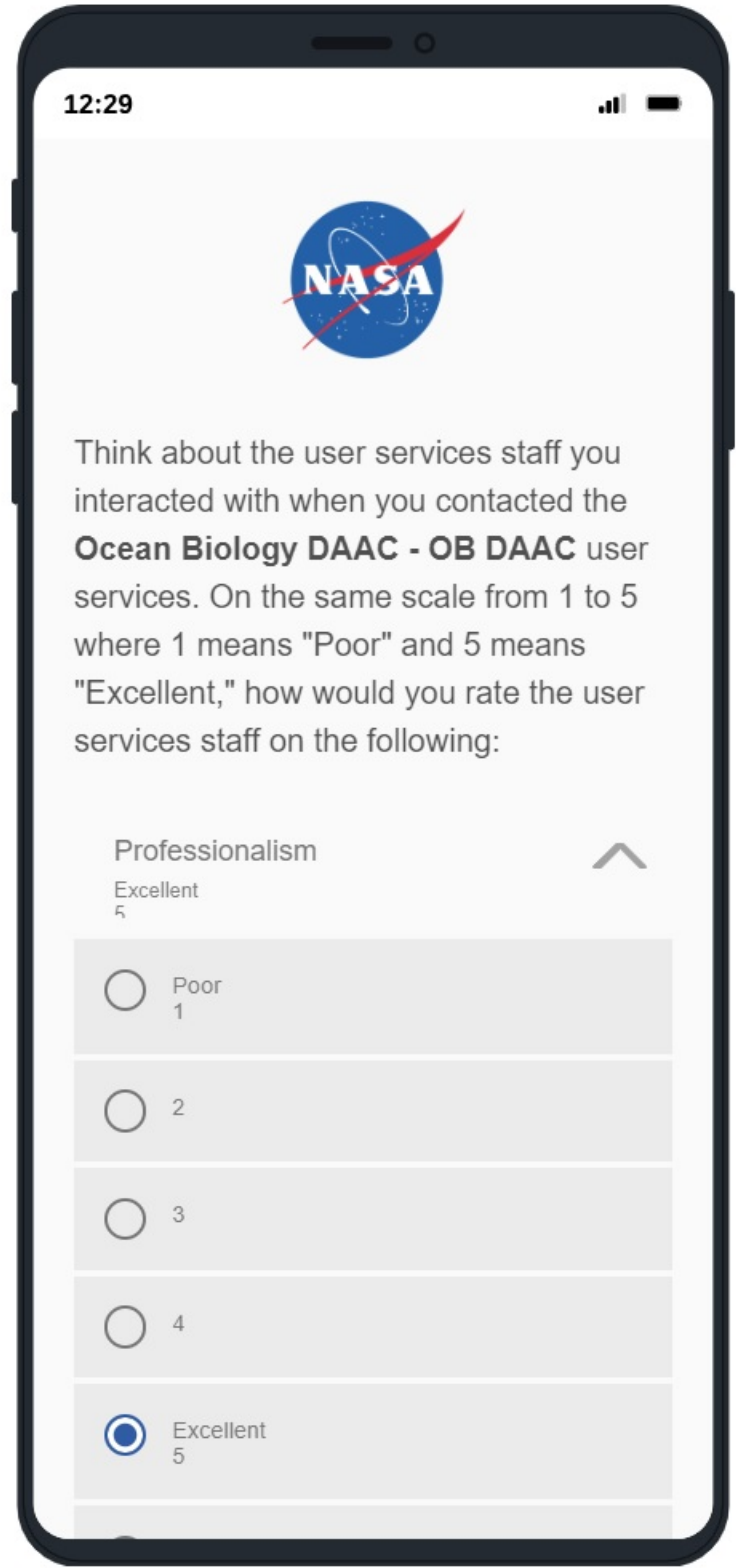 12:29
NASA
Think about the user services staff you
interacted with when you contacted the
Ocean Biology DAAC - OB DAAC user
services. On the same scale from 1 to 5
where 1 means "Poor" and 5 means
"Excellent," how would you rate the user
services staff on the following:
Professionalism
Excellent
5
Poor
1
2
3
4
Excellent
5